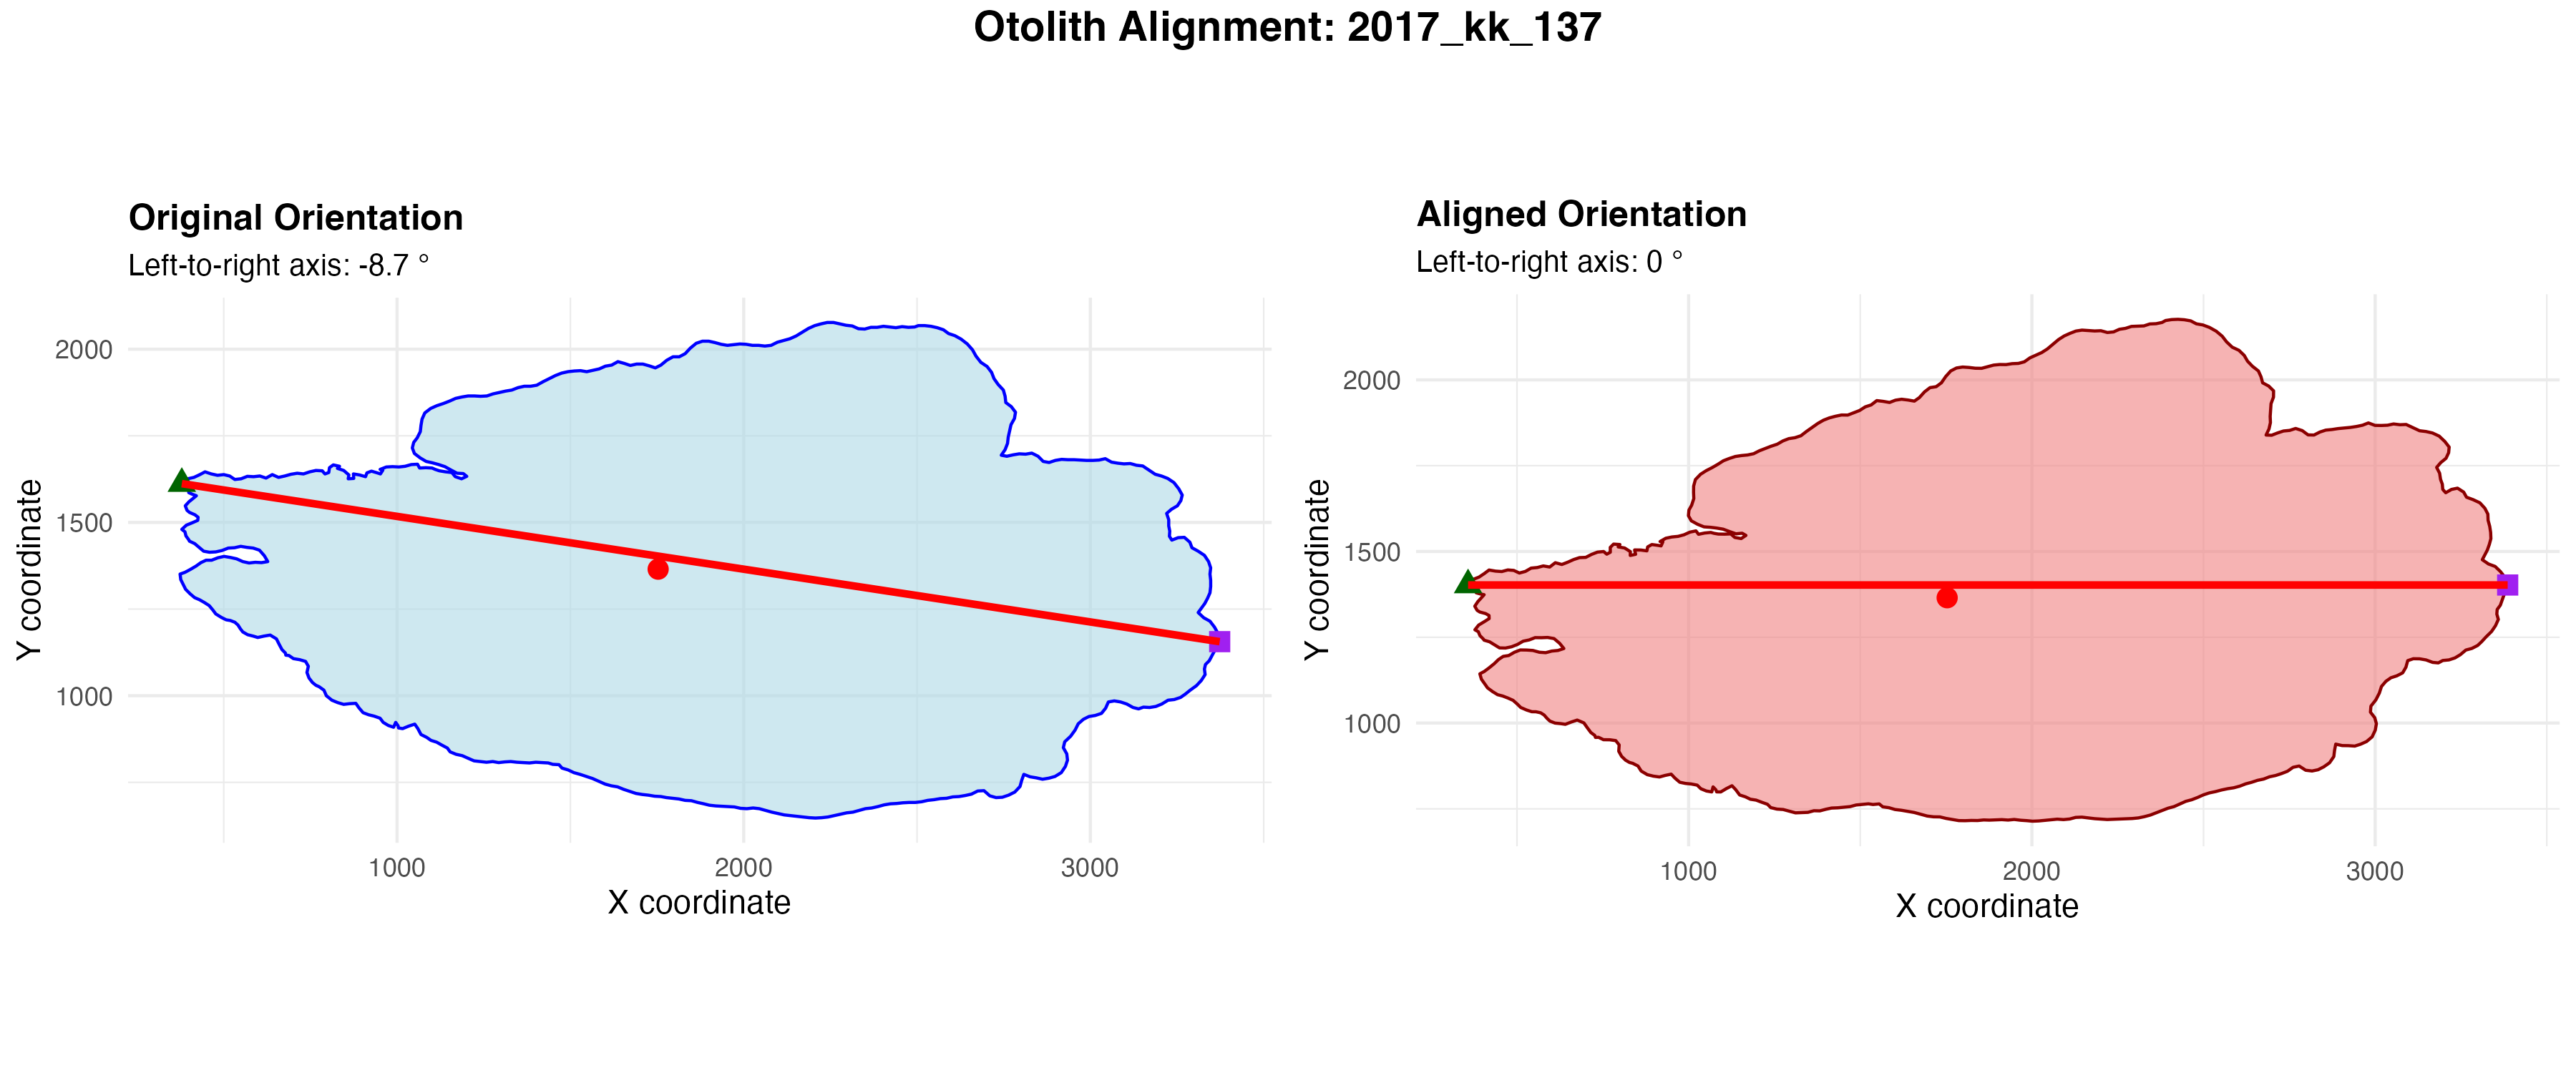 Otolith Alignment: 2017_kk_137
Original Orientation
Left-to-right axis: -8.7 °
2000
1500
1000
Y coordinate
1000
2000
3000
X coordinate
Aligned Orientation
Left-to-right axis: 0 °
2000
1500
1000
Y coordinate
1000
2000
3000
X coordinate